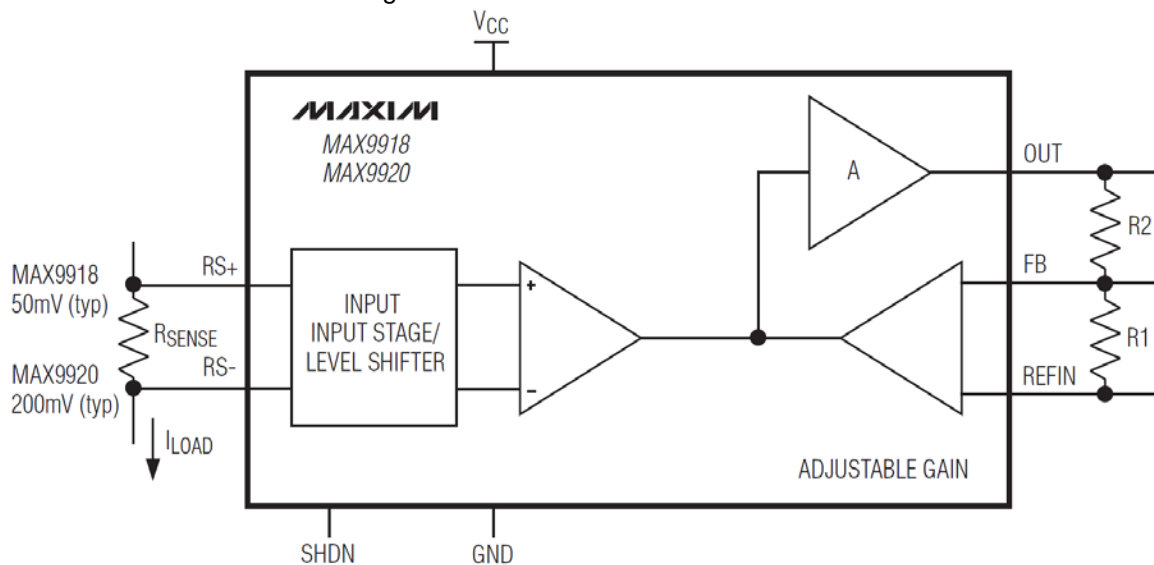 VCC
MAXIM
MAX9918
MAX9920
OUT
A
R2
FB
RS+
MAX9918
50mV (typ)
INPUT
INPUT STAGE/
LEVEL SHIFTER
+
−
RSENSE
R1
RS-
MAX9920
200mV (typ)
REFIN
ILOAD
ADJUSTABLE GAIN
SHDN
GND